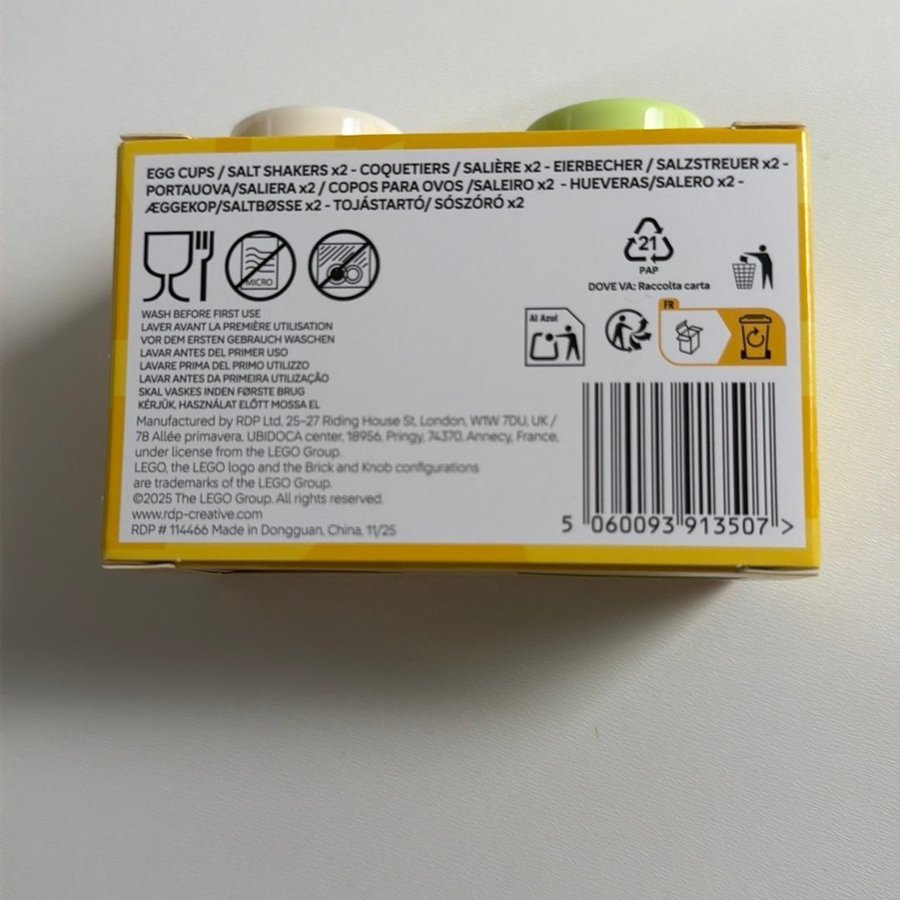 EGG CUPS / SALT SHAKERS x2 - COQUETIERS / SALIÈRE x2 - EIERBECHER / SALZSTREUER x2 -
PORTAUOVA/SALIERA x2 / COPOS PARA OVOS /SALEIRO x2 - HUEVERAS/SALERO x2 -
ÆGGEKOP/SALTBØSSE x2 - TOJÁSTARTÓ/ SÓSZÓRÓ x2
MICRO
21
PAP
DOVE VA: Raccolta carta
Al Azul
FR
WASH BEFORE FIRST USE
LAVER AVANT LA PREMIÈRE UTILISATION
VOR DEM ERSTEN GEBRAUCH WASCHEN
LAVAR ANTES DEL PRIMER USO
LAVARE PRIMA DEL PRIMO UTILIZZO
LAVAR ANTES DA PRIMEIRA UTILIZAÇÃO
SKAL VASKES INDEN FØRSTE BRUG
KÉRJÜK, HASZNÁLAT ELŐTT MOSSA EL
Manufactured by RDP Ltd, 25-27 Riding House St, London, W1W 7DU, UK /
78 Allée primavera, UBIDOCA center, 18956, Pringy, 74370, Annecy, France,
under license from the LEGO Group.
LEGO, the LEGO logo and the Brick and Knob configurations
are trademarks of the LEGO Group.
©2025 The LEGO Group. All rights reserved.
www.rdp-creative.com
RDP # 114466 Made in Dongguan, China, 11/25
5 060093 913507 >